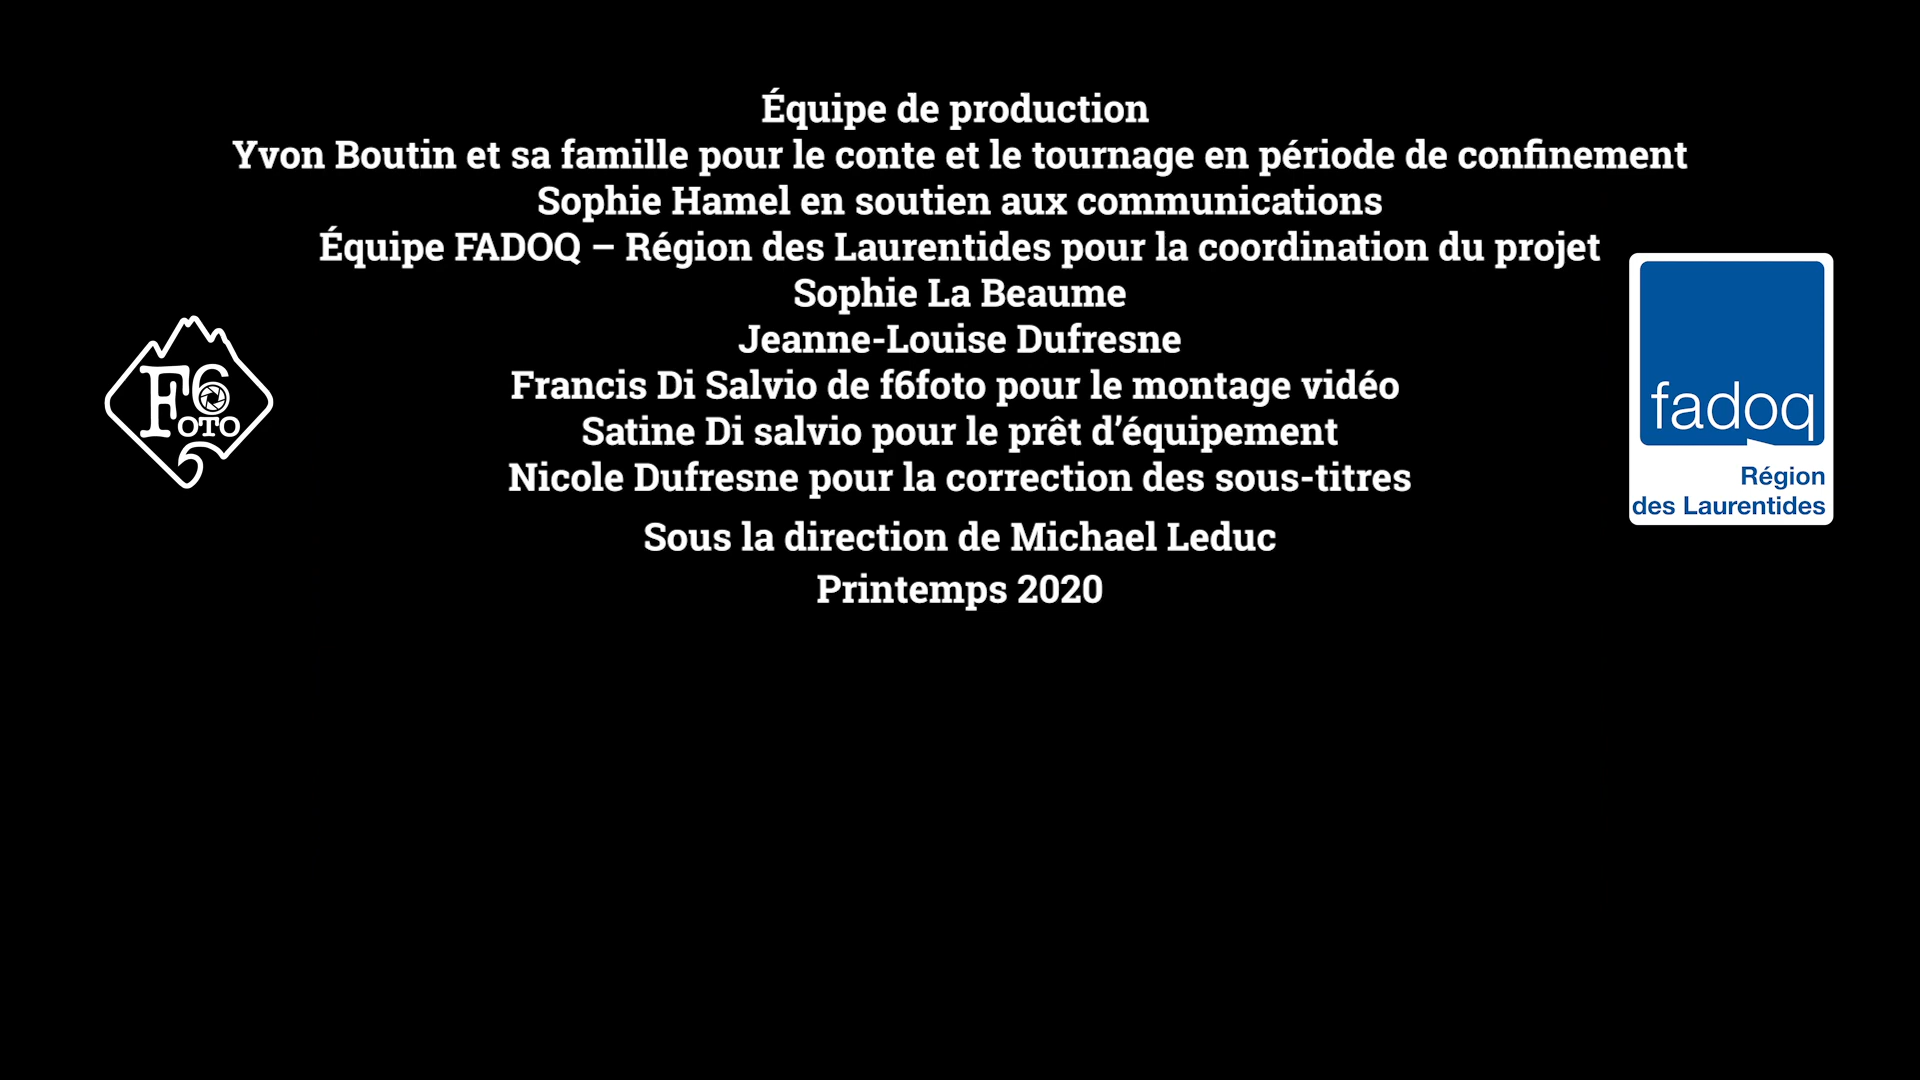 Équipe de production
Yvon Boutin et sa famille pour le conte et le tournage en période de confinement
Sophie Hamel en soutien aux communications
Équipe FADOQ – Région des Laurentides pour la coordination du projet
Sophie La Beaume
Jeanne-Louise Dufresne
Francis Di Salvio de f6foto pour le montage vidéo
Satine Di salvio pour le prêt d’équipement
Nicole Dufresne pour la correction des sous-titres
Sous la direction de Michael Leduc
Printemps 2020
F6
FOTO
fadoq
Région
des Laurentides